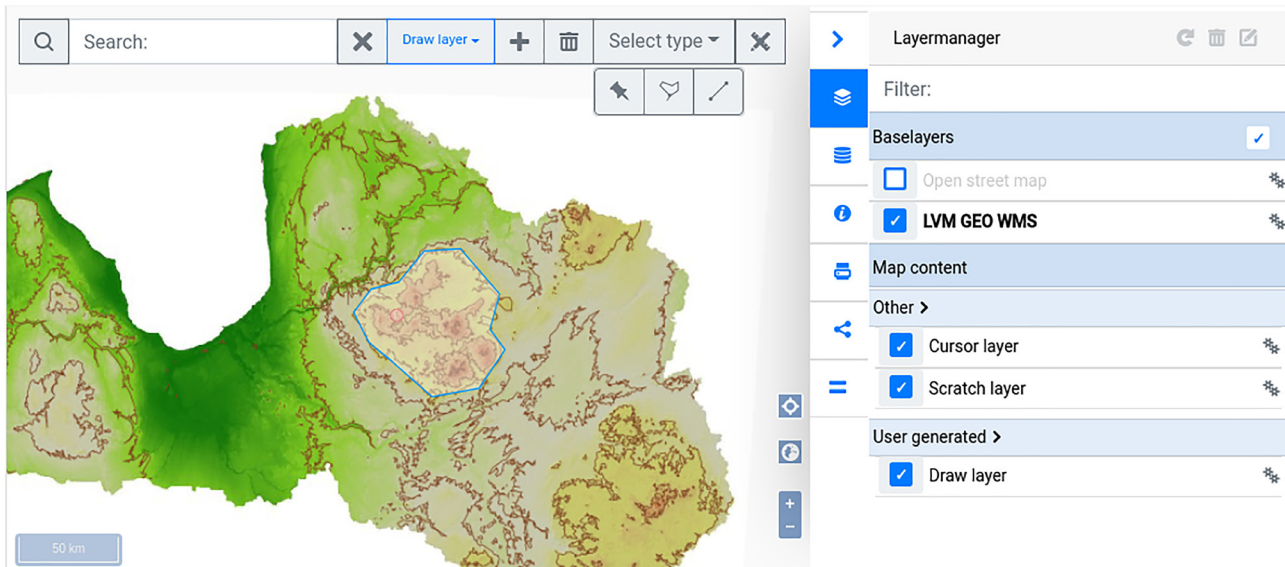 Search:
Draw layer
Select type
50 km
+
−
Layermanager
Filter:
Baselayers
Open street map
LVM GEO WMS
Map content
Other
Cursor layer
Scratch layer
User generated
Draw layer